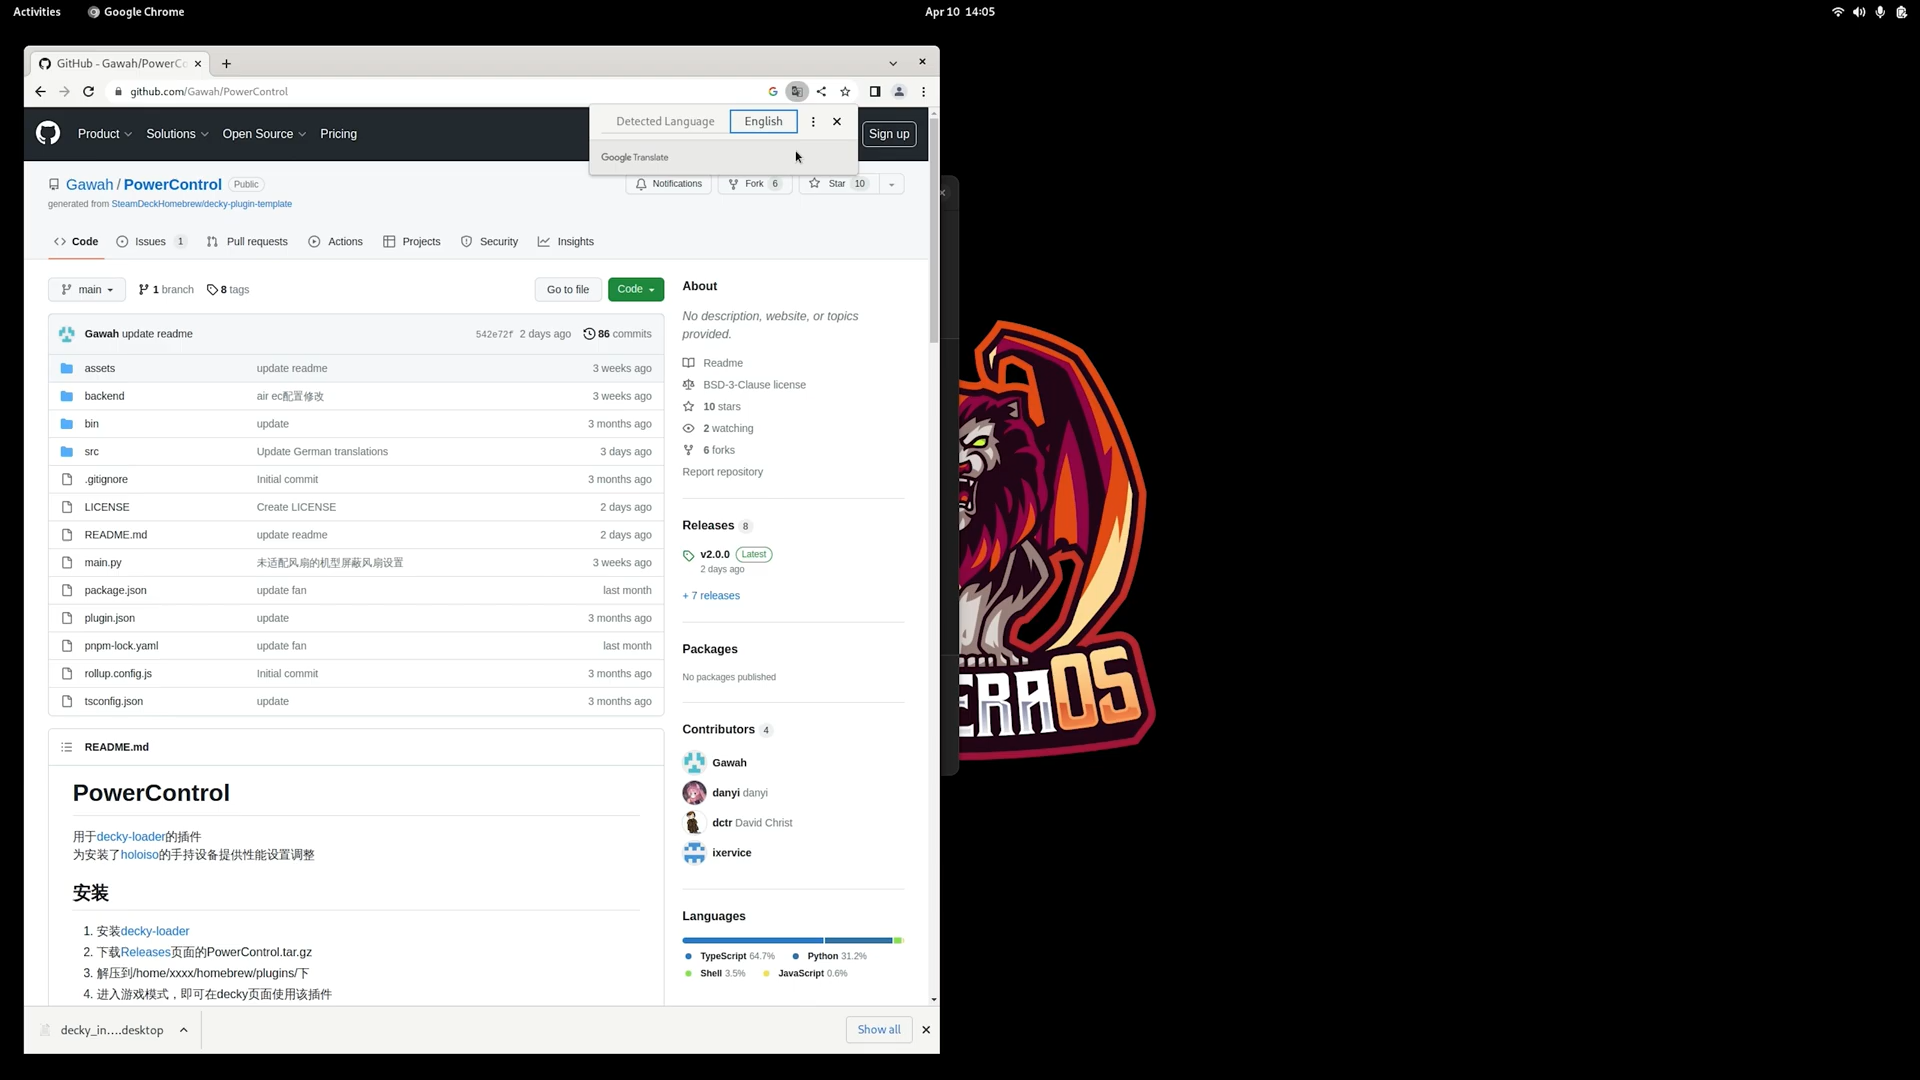 Activities
Google Chrome
Apr 10 14:05
GitHub - Gawah/PowerCo
github.com/Gawah/PowerControl
Detected Language
English
Google Translate
Product
Solutions
Open Source
Pricing
Sign up
Gawah / PowerControl
Public
generated from SteamDeckHomebrew/decky-plugin-template
Notifications
Fork 6
Star 10
Code
Issues 1
Pull requests
Actions
Projects
Security
Insights
main
1 branch
8 tags
Go to file
Code
Gawah update readme
542e72f 2 days ago
86 commits
assets update readme 3 weeks ago
backend air ec配置修改 3 weeks ago
bin update 3 months ago
src Update German translations 3 days ago
.gitignore Initial commit 3 months ago
LICENSE Create LICENSE 2 days ago
README.md update readme 2 days ago
main.py 未适配风扇的机型屏蔽风扇设置 3 weeks ago
package.json update fan last month
plugin.json update 3 months ago
pnpm-lock.yaml update fan last month
rollup.config.js Initial commit 3 months ago
tsconfig.json update 3 months ago
README.md
PowerControl
用于decky-loader的插件
为安装了holoiso的手持设备提供性能设置调整
安装
1. 安装decky-loader
2. 下载Releases页面的PowerControl.tar.gz
3. 解压到/home/xxxx/homebrew/plugins/下
4. 进入游戏模式，即可在decky页面使用该插件
About
No description, website, or topics
provided.
Readme
BSD-3-Clause license
10 stars
2 watching
6 forks
Report repository
Releases 8
v2.0.0 Latest
2 days ago
+ 7 releases
Packages
No packages published
Contributors 4
Gawah
danyi danyi
dctr David Christ
ixervice
Languages
TypeScript 64.7% Python 31.2%
Shell 3.5% JavaScript 0.6%
decky_in....desktop
Show all
ERAOS